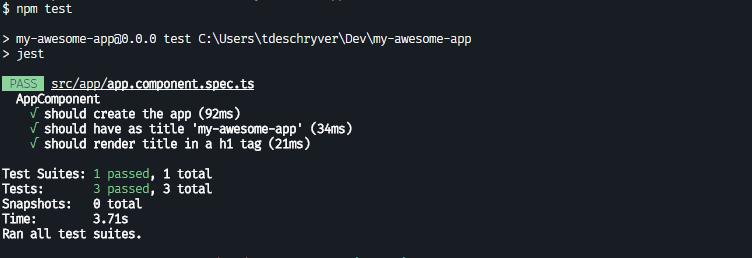 $ npm test
> my-awesome-app@0.0.0 test C:\Users\tdeschryver\Dev\my-awesome-app
> jest
PASS src/app/app.component.spec.ts
AppComponent
√ should create the app (92ms)
√ should have as title 'my-awesome-app' (34ms)
√ should render title in a h1 tag (21ms)
Test Suites: 1 passed, 1 total
Tests: 3 passed, 3 total
Snapshots: 0 total
Time: 3.71s
Ran all test suites.